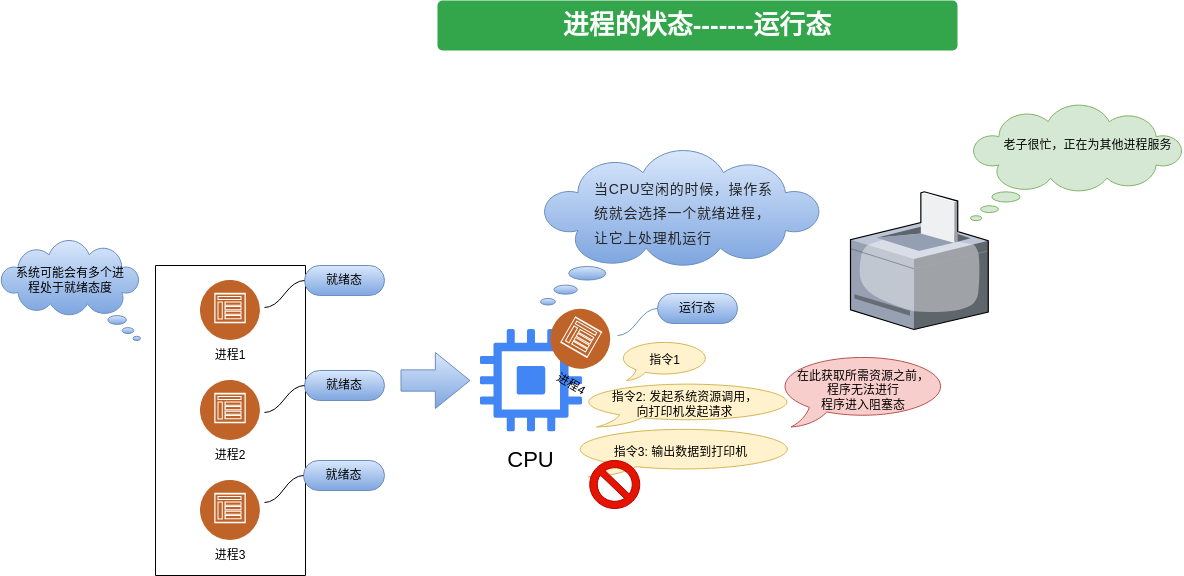 进程的状态-------运行态
老子很忙，正在为其他进程服务
当CPU空闲的时候，操作系
统就会选择一个就绪进程，
让它上处理机运行
系统可能会有多个进
程处于就绪态度
就绪态
进程1
就绪态
进程2
就绪态
进程3
运行态
进程4
CPU
指令1
指令2: 发起系统资源调用，
向打印机发起请求
指令3: 输出数据到打印机
在此获取所需资源之前，
程序无法进行
程序进入阻塞态